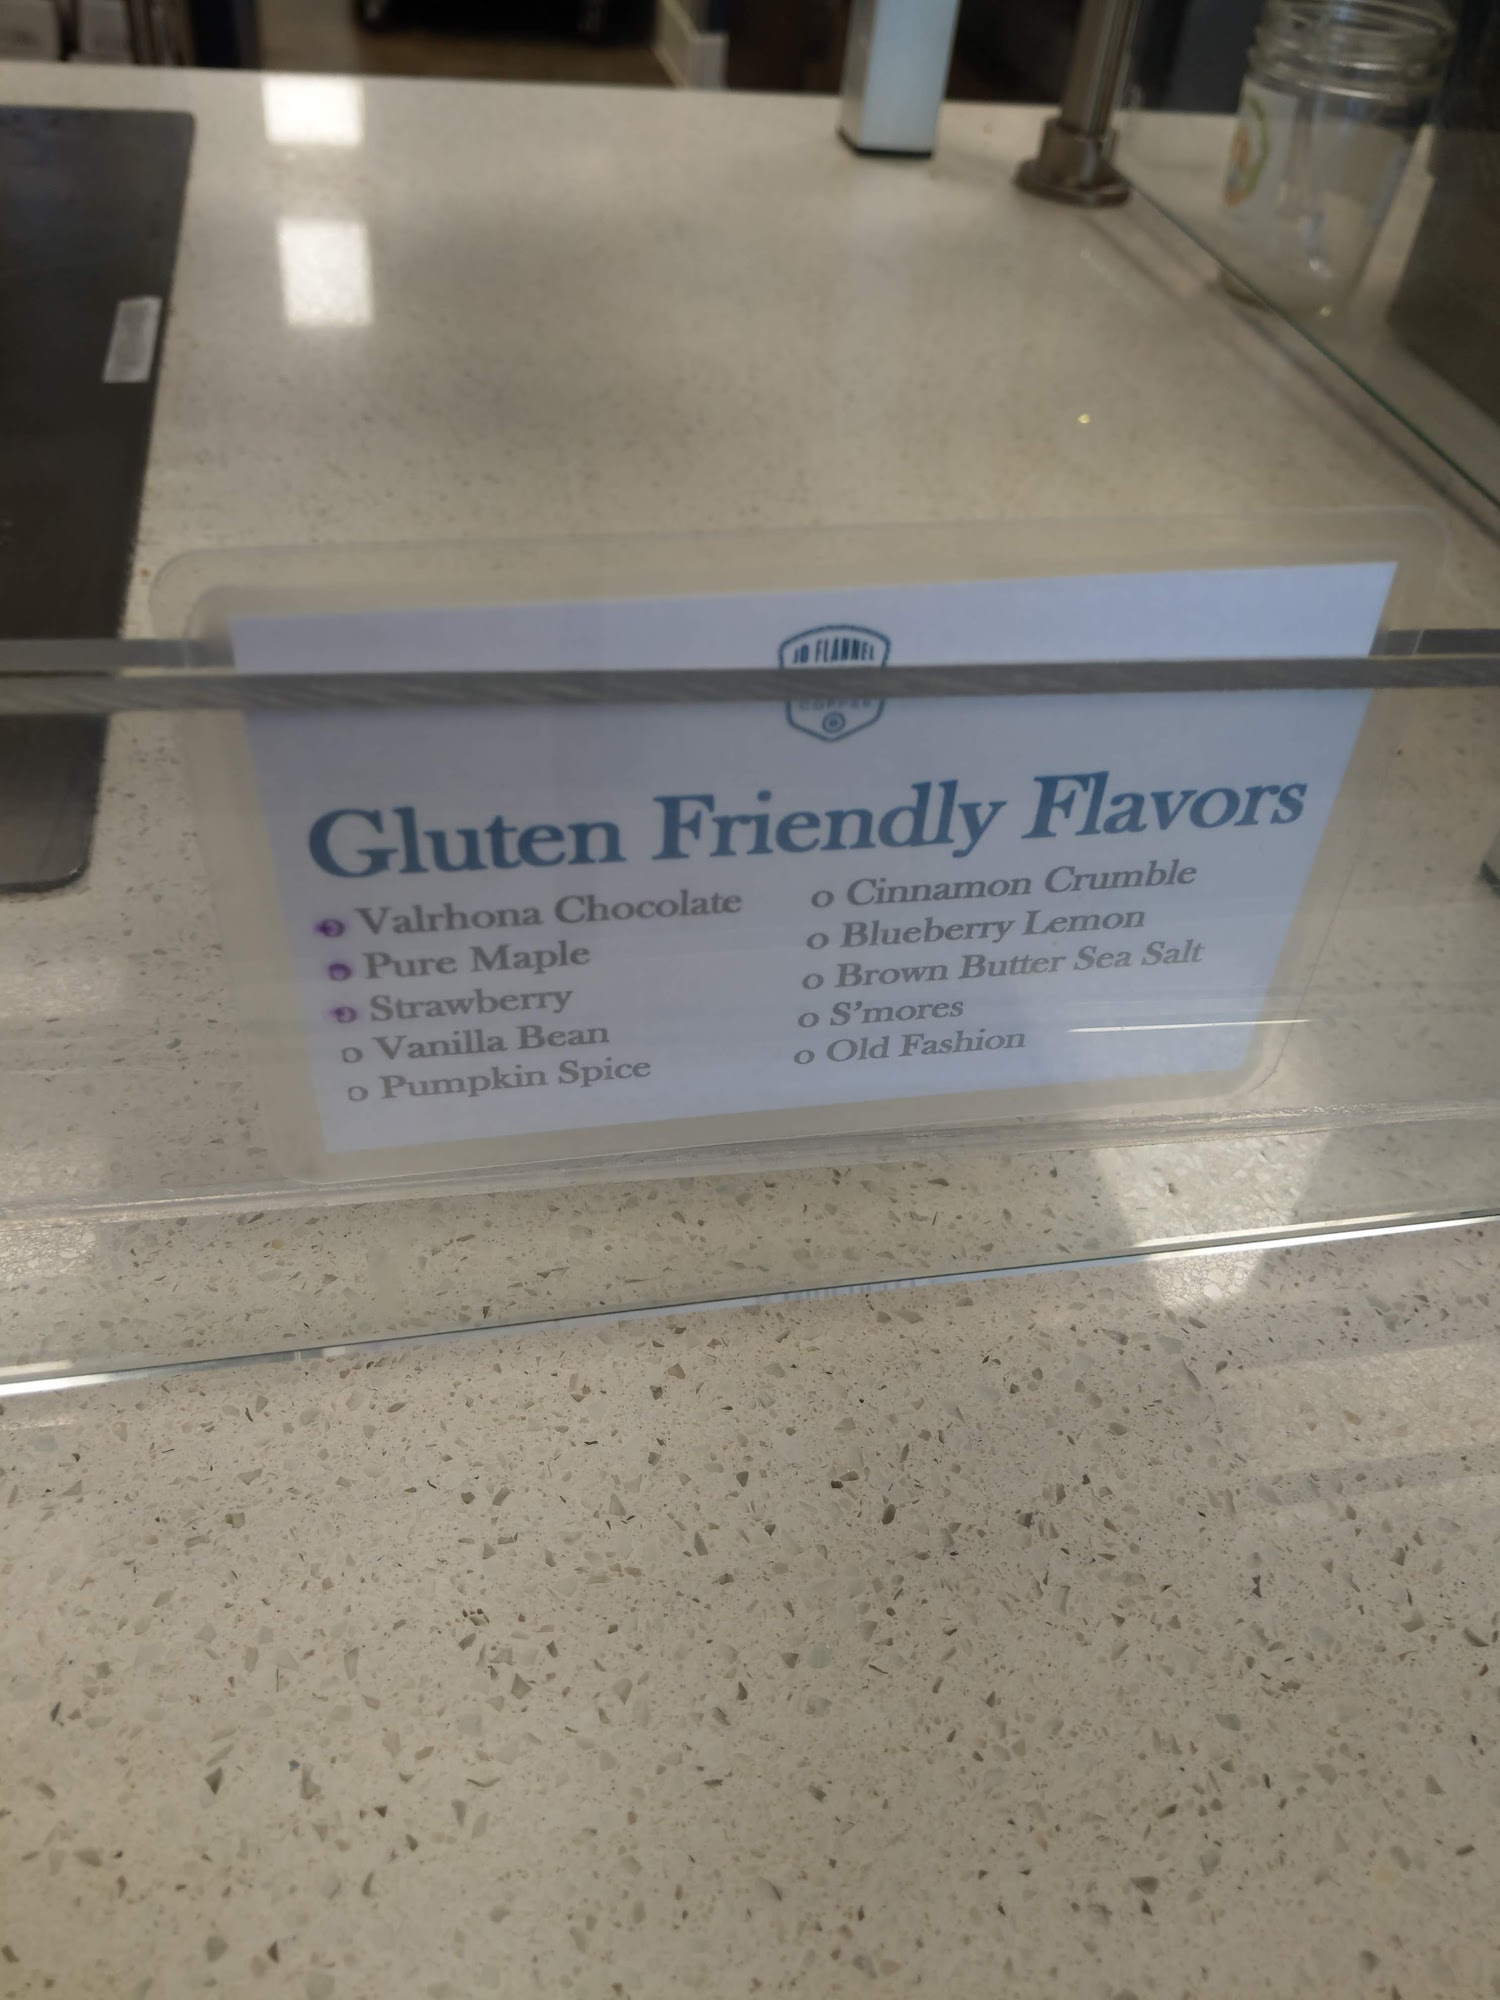 JO FLANNEL
COFFEE
Gluten Friendly Flavors
Valrhona Chocolate
Pure Maple
Strawberry
o Vanilla Bean
o Pumpkin Spice
o Cinnamon Crumble
o Blueberry Lemon
o Brown Butter Sea Salt
o S'mores
o Old Fashion